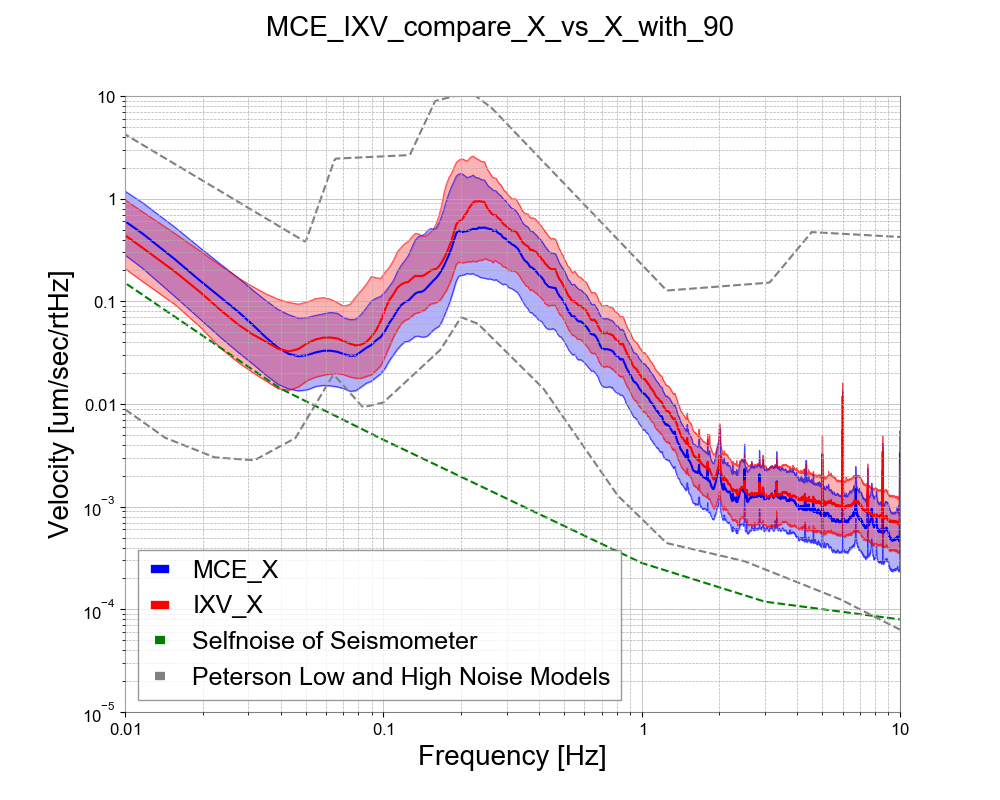 MCE_IXV_compare_X_vs_X_with_90
Velocity [um/sec/rtHz]
10
1
0.1
0.01
10⁻³
10⁻⁴
10⁻⁵
MCE_X
IXV_X
Selfnoise of Seismometer
Peterson Low and High Noise Models
0.01 0.1 1 10
Frequency [Hz]